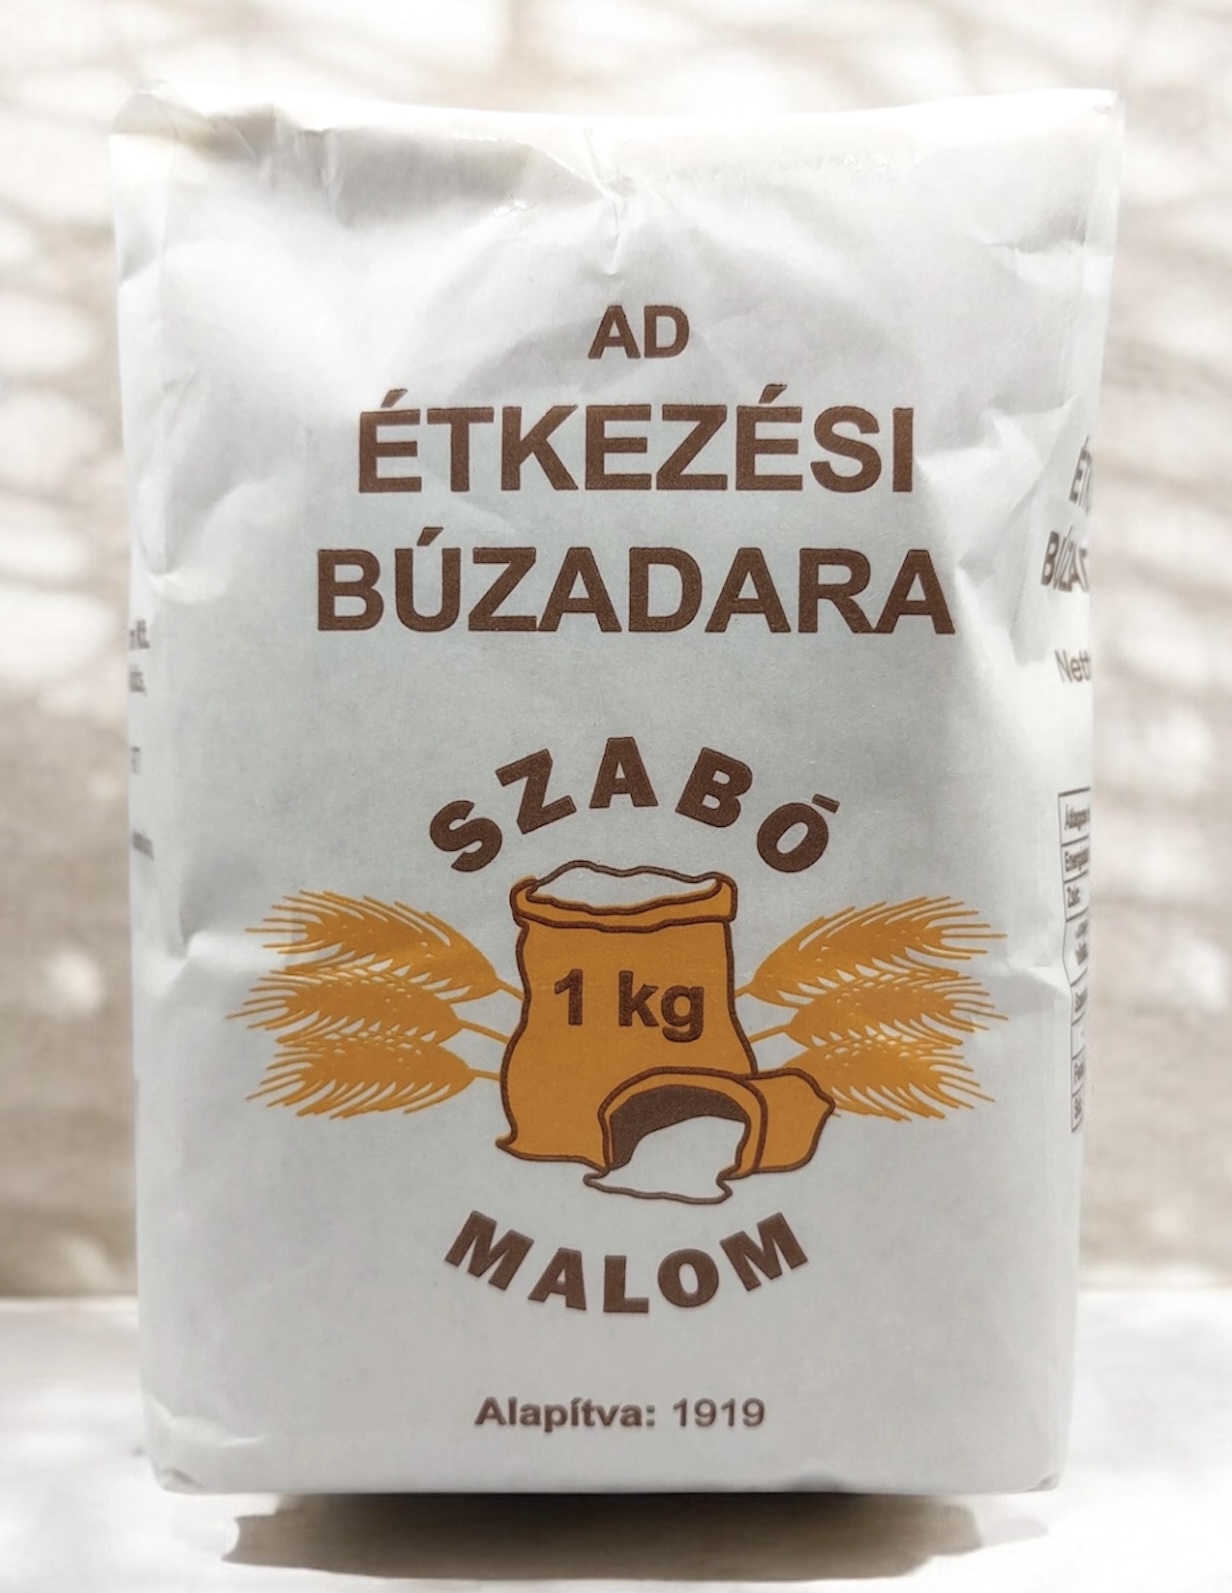 AD
ÉTKEZÉSI
BÚZADARA
SZABÓ
1 kg
MALOM
Alapítva: 1919